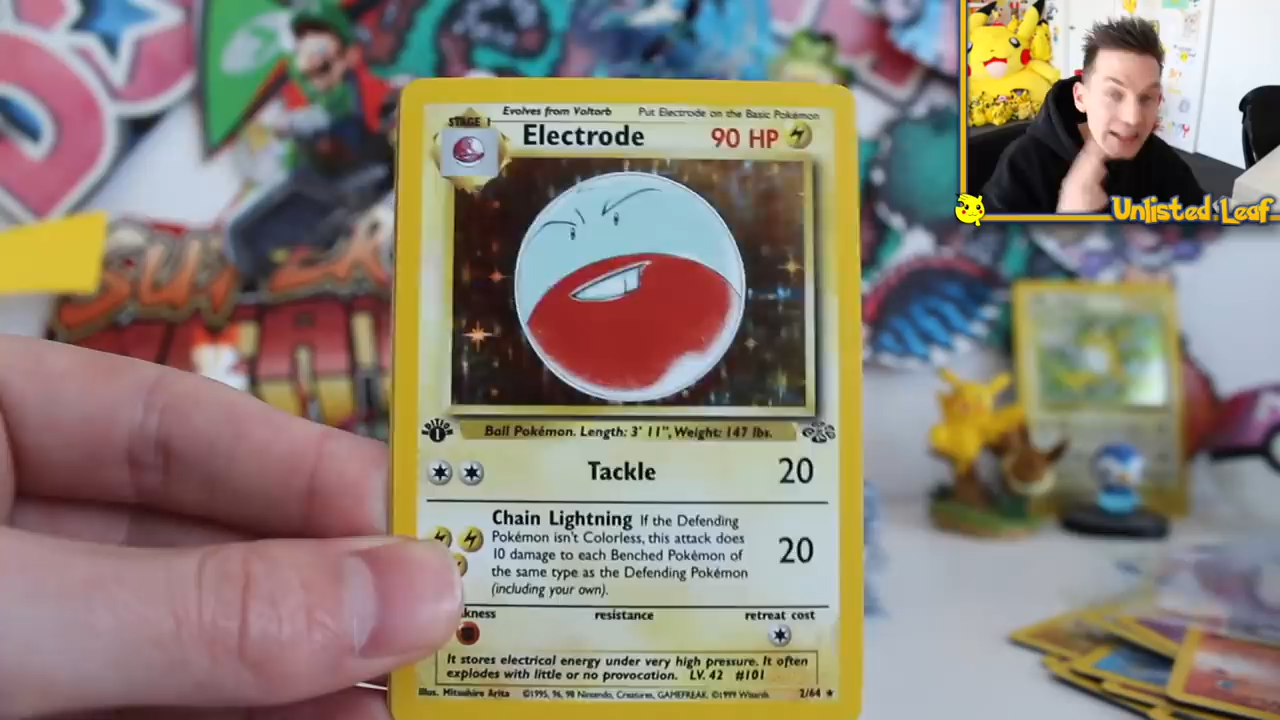 Evolves from Voltorb Put Electrode on the Basic Pokémon
STAGE 1
Electrode 90 HP
Unlisted Leaf
EDITION
1
Ball Pokémon. Length: 3' 11", Weight: 147 lbs.
Tackle 20
Chain Lightning If the Defending
Pokémon isn't Colorless, this attack does
10 damage to each Benched Pokémon of
the same type as the Defending Pokémon
(including your own).
20
kness resistance retreat cost
It stores electrical energy under very high pressure. It often
explodes with little or no provocation. LV. 42 #101
Illus. Mitsuhiro Arita ©1995, 96, 98 Nintendo, Creatures, GAMEFREAK. ©1999 Wizards. 2/64 ★